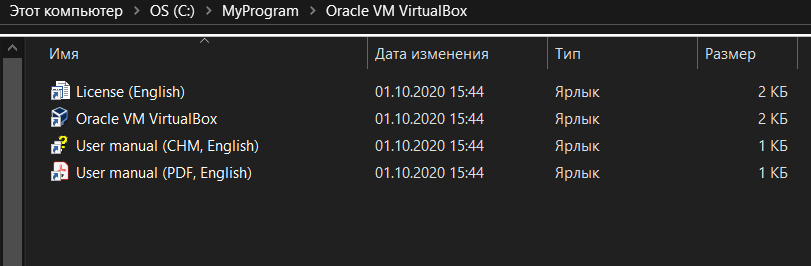 Этот компьютер > OS (C:) > MyProgram > Oracle VM VirtualBox
Имя Дата изменения Тип Размер
License (English) 01.10.2020 15:44 Ярлык 2 КБ
Oracle VM VirtualBox 01.10.2020 15:44 Ярлык 2 КБ
User manual (CHM, English) 01.10.2020 15:44 Ярлык 1 КБ
User manual (PDF, English) 01.10.2020 15:44 Ярлык 1 КБ